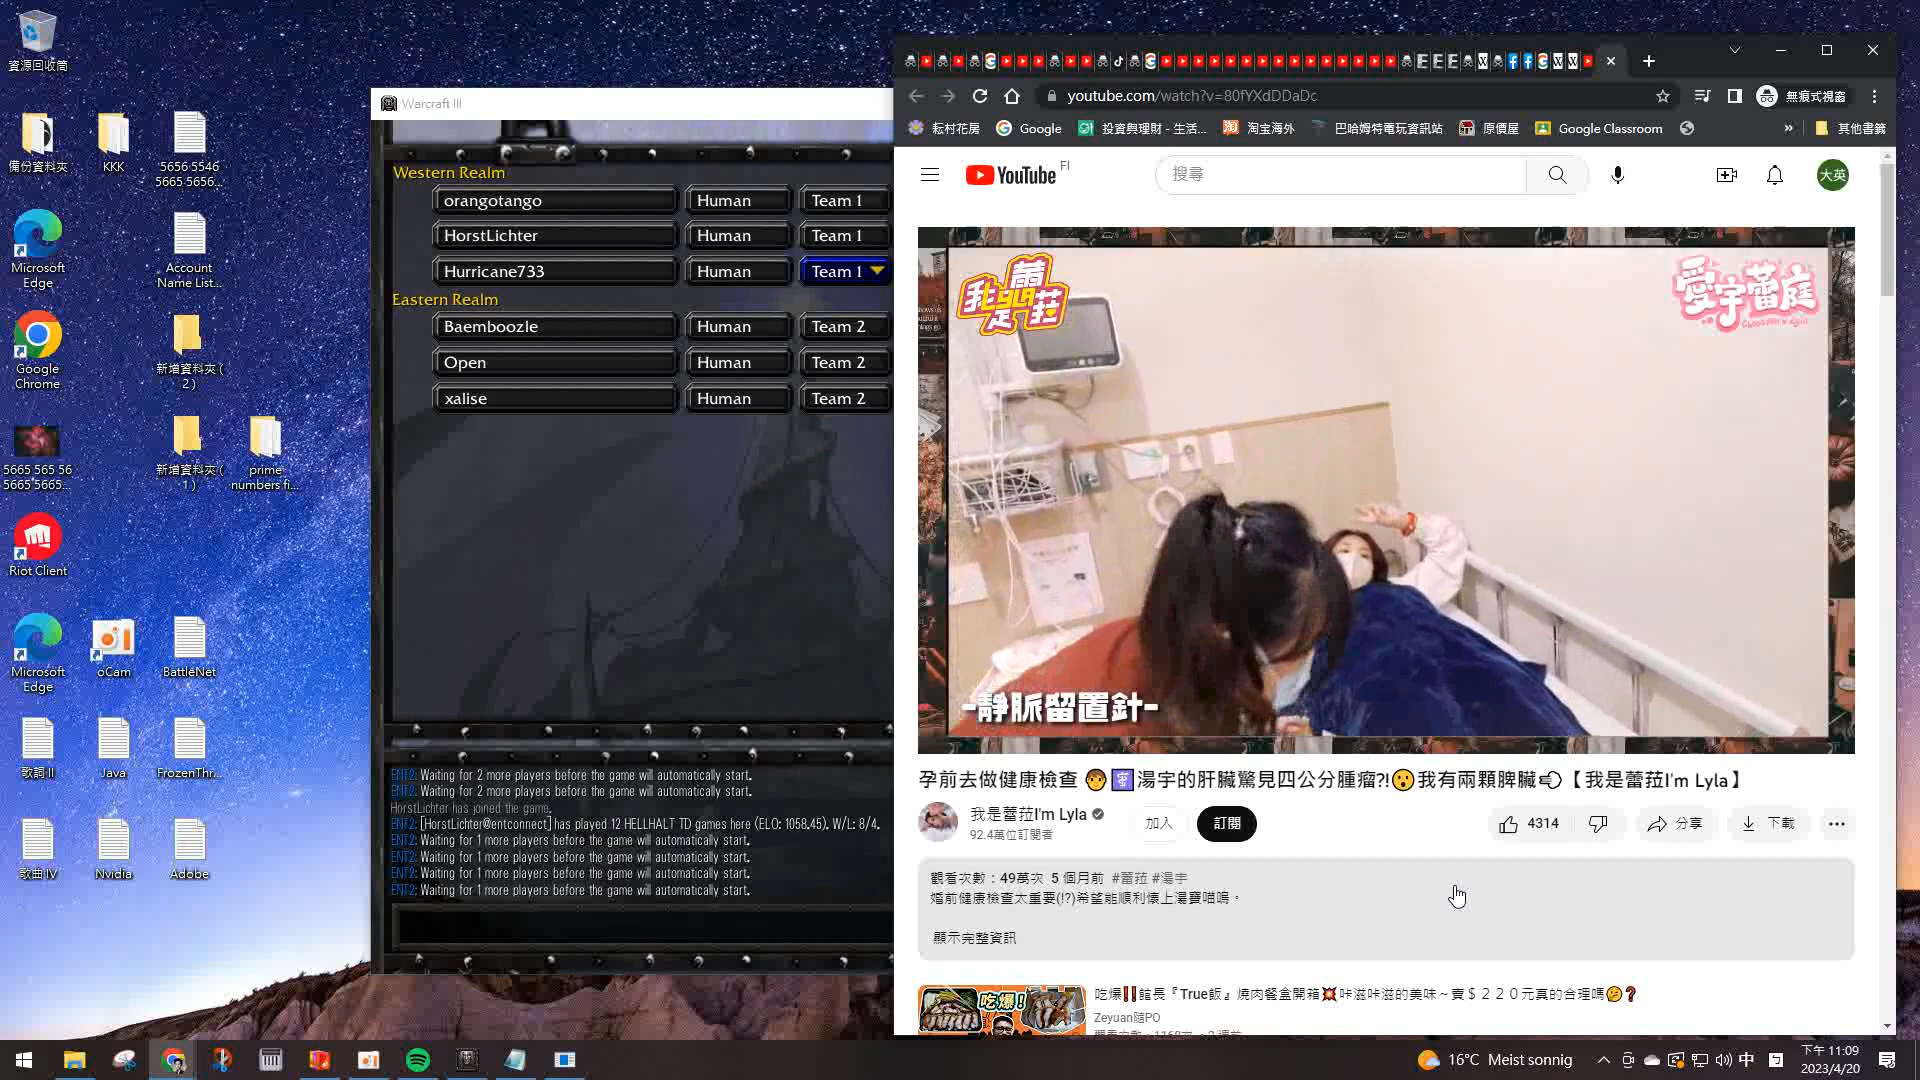 資源回收筒
備份資料夾
KKK
5656 5546
5665 5656...
Microsoft
Edge
Account
Name List...
Google
Chrome
新增資料夾 (
2 )
5665 565 56
5665 5665...
新增資料夾 (
1 )
prime
numbers fi...
Riot Client
Microsoft
Edge
oCam
BattleNet
歌詞 II
Java
FrozenThr...
歌曲 IV
Nvidia
Adobe
Warcraft III
Western Realm
orangotango Human Team 1
HorstLichter Human Team 1
Hurricane733 Human Team 1
Eastern Realm
Baemboozle Human Team 2
Open Human Team 2
xalise Human Team 2
ENT2: Waiting for 2 more players before the game will automatically start.
ENT2: Waiting for 2 more players before the game will automatically start.
HorstLichter has joined the game.
ENT2: [HorstLichter@entconnect] has played 12 HELLHALT TD games here (ELO: 1058.45). W/L: 8/4.
ENT2: Waiting for 1 more players before the game will automatically start.
ENT2: Waiting for 1 more players before the game will automatically start.
ENT2: Waiting for 1 more players before the game will automatically start.
ENT2: Waiting for 1 more players before the game will automatically start.
youtube.com/watch?v=80fYXdDDaDc
無痕式視窗
耘村花房 Google 投資與理財 - 生活... 淘宝海外 巴哈姆特電玩資訊站 原價屋 Google Classroom » 其他書籤
YouTube FI
搜尋
大英
我是蕾菈
愛宇蕾庭
-靜脈留置針-
孕前去做健康檢查 湯宇的肝臟驚見四公分腫瘤?!我有兩顆脾臟【我是蕾菈I'm Lyla】
我是蕾菈I'm Lyla
92.4萬位訂閱者
加入
訂閱
4314
分享
下載
觀看次數：49萬次 5 個月前 #蕾菈 #湯宇
婚前健康檢查太重要(!?)希望能順利懷上湯寶喵嗚。
顯示完整資訊
吃爆!
吃爆‼館長『True飯』燒肉餐盒開箱💥咔滋咔滋的美味～賣＄２２０元真的合理嗎🤔❓
Zeyuan隨PO
16°C Meist sonnig
中
下午 11:09
2023/4/20